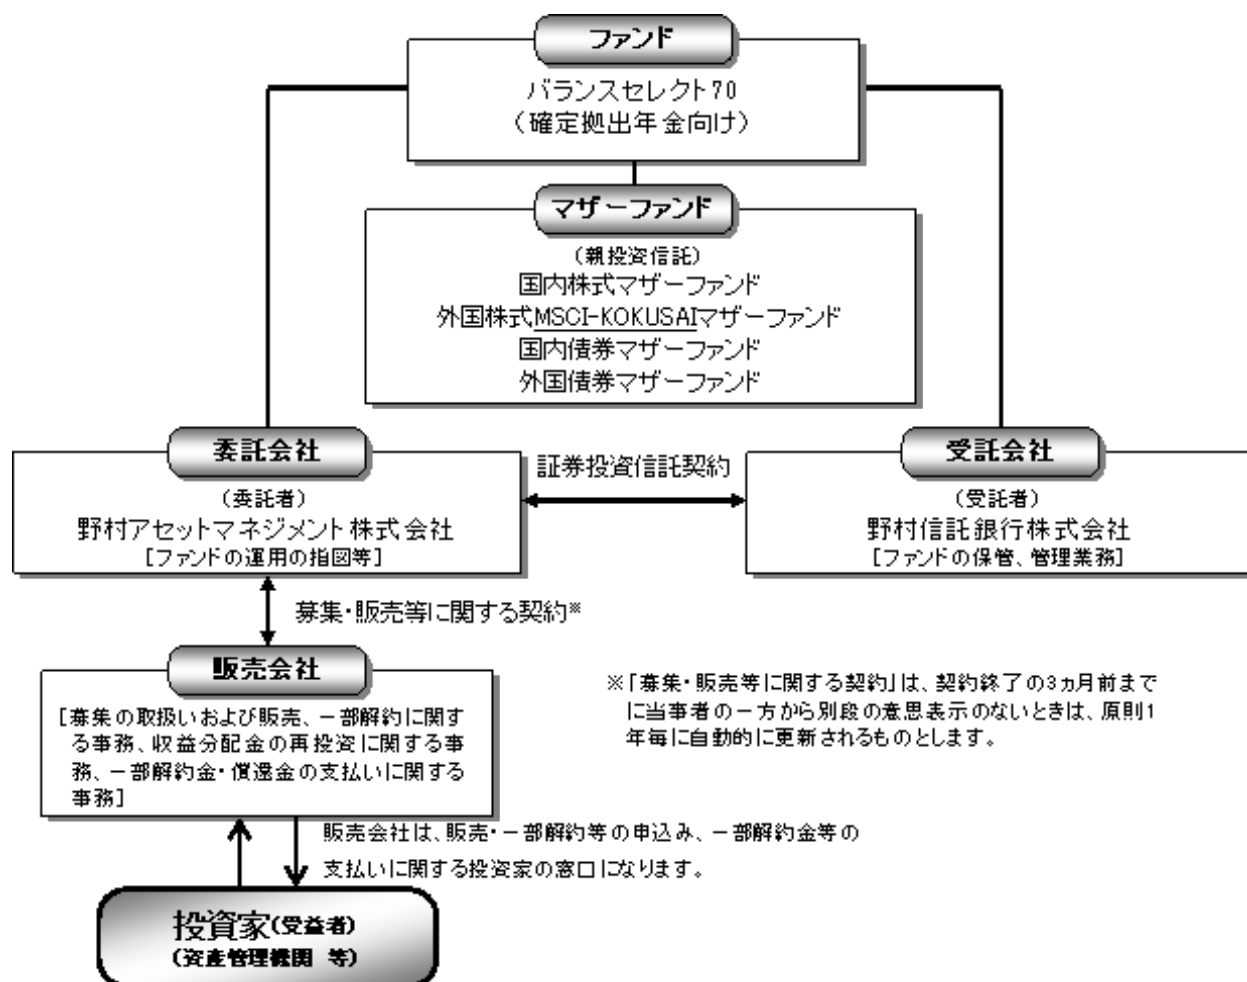 ファンド
バランスセレクト70
（確定拠出年金向け）
マザーファンド
（親投資信託）
国内株式マザーファンド
外国株式MSCI-KOKUSAIマザーファンド
国内債券マザーファンド
外国債券マザーファンド
委託会社
（委託者）
野村アセットマネジメント株式会社
［ファンドの運用の指図等］
証券投資信託契約
受託会社
（受託者）
野村信託銀行株式会社
［ファンドの保管、管理業務］
募集・販売等に関する契約※
販売会社
［募集の取扱いおよび販売、一部解約に関す
る事務、収益分配金の再投資に関する事
務、一部解約金・償還金の支払いに関する
事務］
※「募集・販売等に関する契約」は、契約終了の3ヵ月前まで
に当事者の一方から別段の意思表示のないときは、原則1
年毎に自動的に更新されるものとします。
販売会社は、販売・一部解約等の申込み、一部解約金等の
支払いに関する投資家の窓口になります。
投資家(受益者)
(資産管理機関 等)